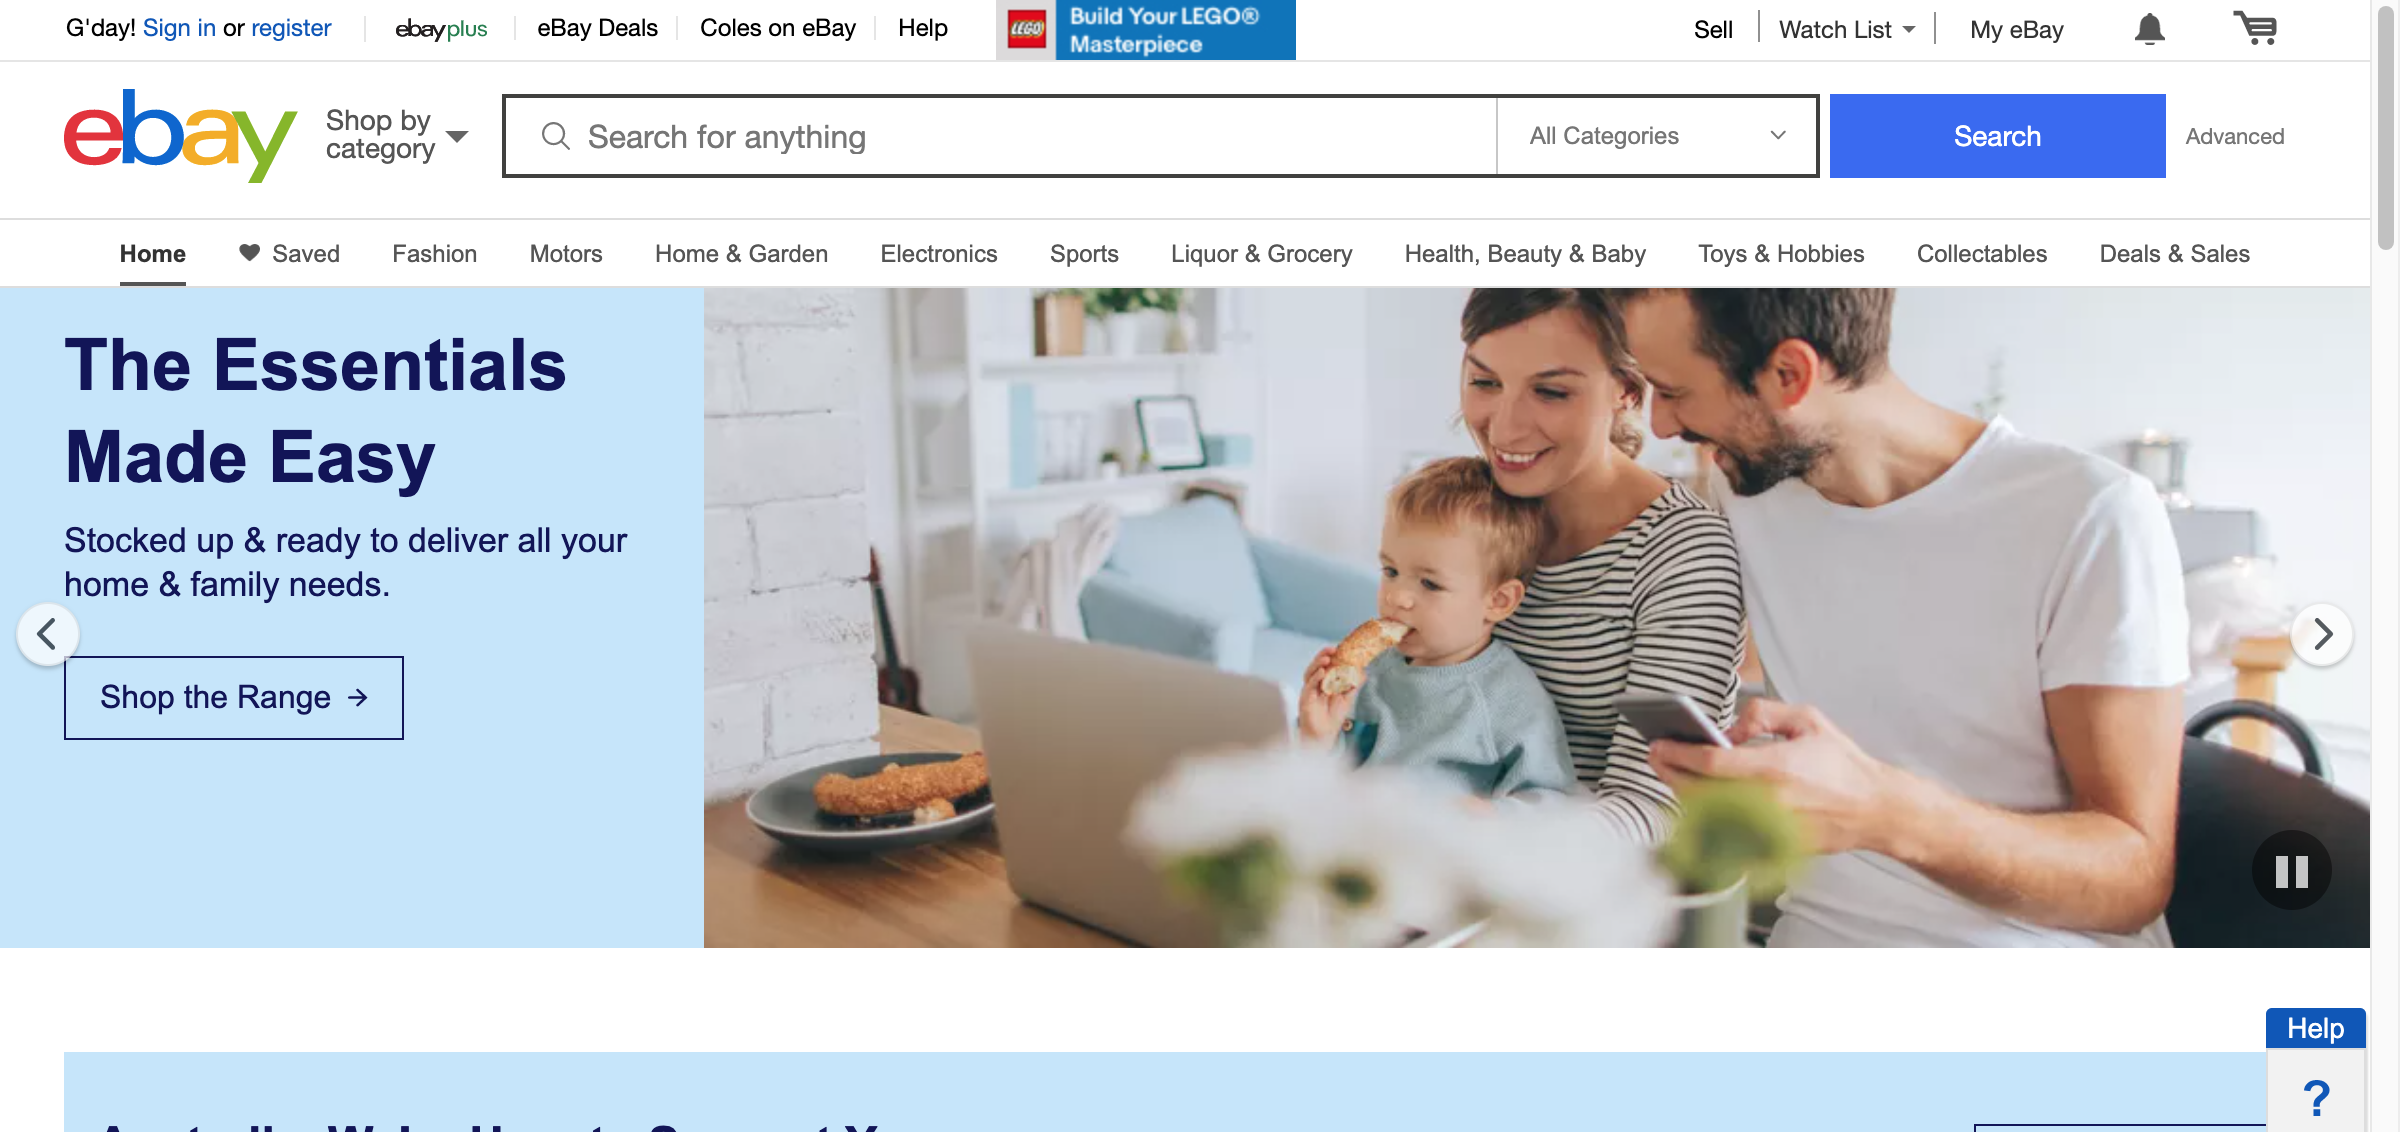 G'day! Sign in or register
ebayplus
eBay Deals
Coles on eBay
Help
LEGO
Build Your LEGO®
Masterpiece
Sell
Watch List
My eBay
ebay
Shop by
category
Search for anything
All Categories
Search
Advanced
Home
Saved
Fashion
Motors
Home & Garden
Electronics
Sports
Liquor & Grocery
Health, Beauty & Baby
Toys & Hobbies
Collectables
Deals & Sales
The Essentials
Made Easy
Stocked up & ready to deliver all your
home & family needs.
Shop the Range →
Help
?